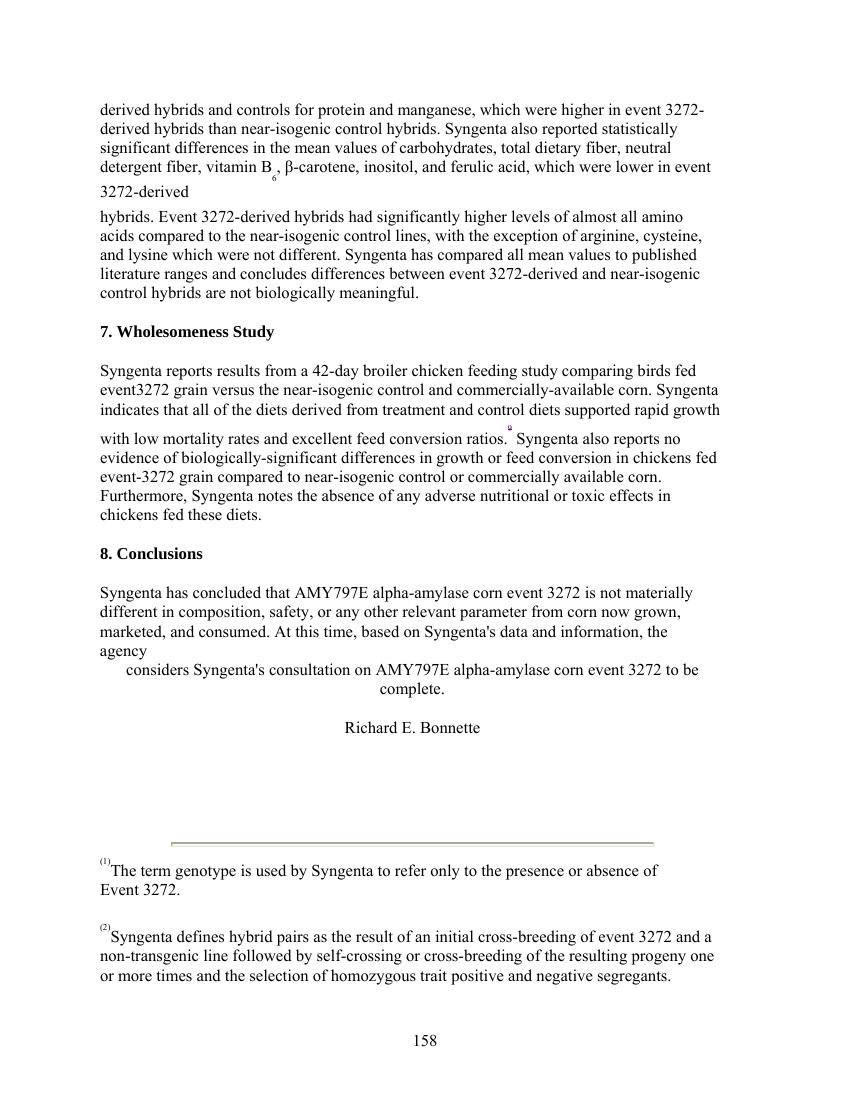 derived hybrids and controls for protein and manganese, which were higher in event 3272-
derived hybrids than near-isogenic control hybrids. Syngenta also reported statistically
significant differences in the mean values of carbohydrates, total dietary fiber, neutral
detergent fiber, vitamin B6, β-carotene, inositol, and ferulic acid, which were lower in event
3272-derived
hybrids. Event 3272-derived hybrids had significantly higher levels of almost all amino
acids compared to the near-isogenic control lines, with the exception of arginine, cysteine,
and lysine which were not different. Syngenta has compared all mean values to published
literature ranges and concludes differences between event 3272-derived and near-isogenic
control hybrids are not biologically meaningful.
7. Wholesomeness Study
Syngenta reports results from a 42-day broiler chicken feeding study comparing birds fed
event3272 grain versus the near-isogenic control and commercially-available corn. Syngenta
indicates that all of the diets derived from treatment and control diets supported rapid growth
with low mortality rates and excellent feed conversion ratios. Syngenta also reports no
evidence of biologically-significant differences in growth or feed conversion in chickens fed
event-3272 grain compared to near-isogenic control or commercially available corn.
Furthermore, Syngenta notes the absence of any adverse nutritional or toxic effects in
chickens fed these diets.
8. Conclusions
Syngenta has concluded that AMY797E alpha-amylase corn event 3272 is not materially
different in composition, safety, or any other relevant parameter from corn now grown,
marketed, and consumed. At this time, based on Syngenta's data and information, the
agency
considers Syngenta's consultation on AMY797E alpha-amylase corn event 3272 to be
complete.
Richard E. Bonnette
(1)The term genotype is used by Syngenta to refer only to the presence or absence of
Event 3272.
(2)Syngenta defines hybrid pairs as the result of an initial cross-breeding of event 3272 and a
non-transgenic line followed by self-crossing or cross-breeding of the resulting progeny one
or more times and the selection of homozygous trait positive and negative segregants.
158